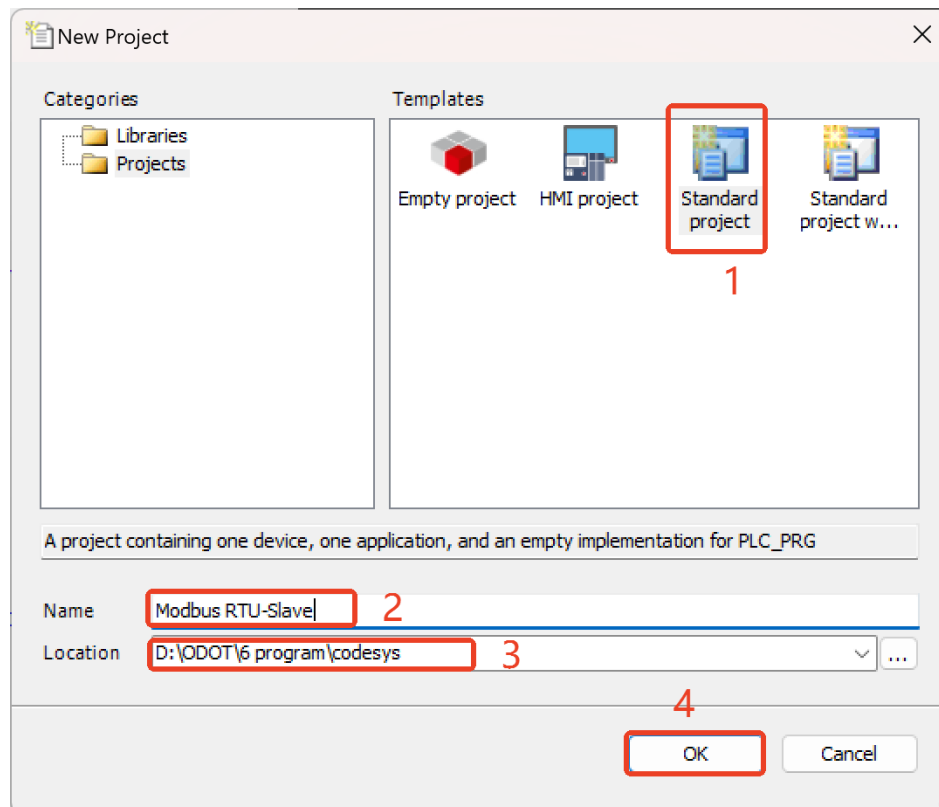 New Project
Categories
Templates
Libraries
Projects
Empty project
HMI project
Standard
project
Standard
project w...
1
A project containing one device, one application, and an empty implementation for PLC_PRG
Name
Modbus RTU-Slave
2
Location
D:\ODOT\6 program\codesys
...
3
4
OK
Cancel